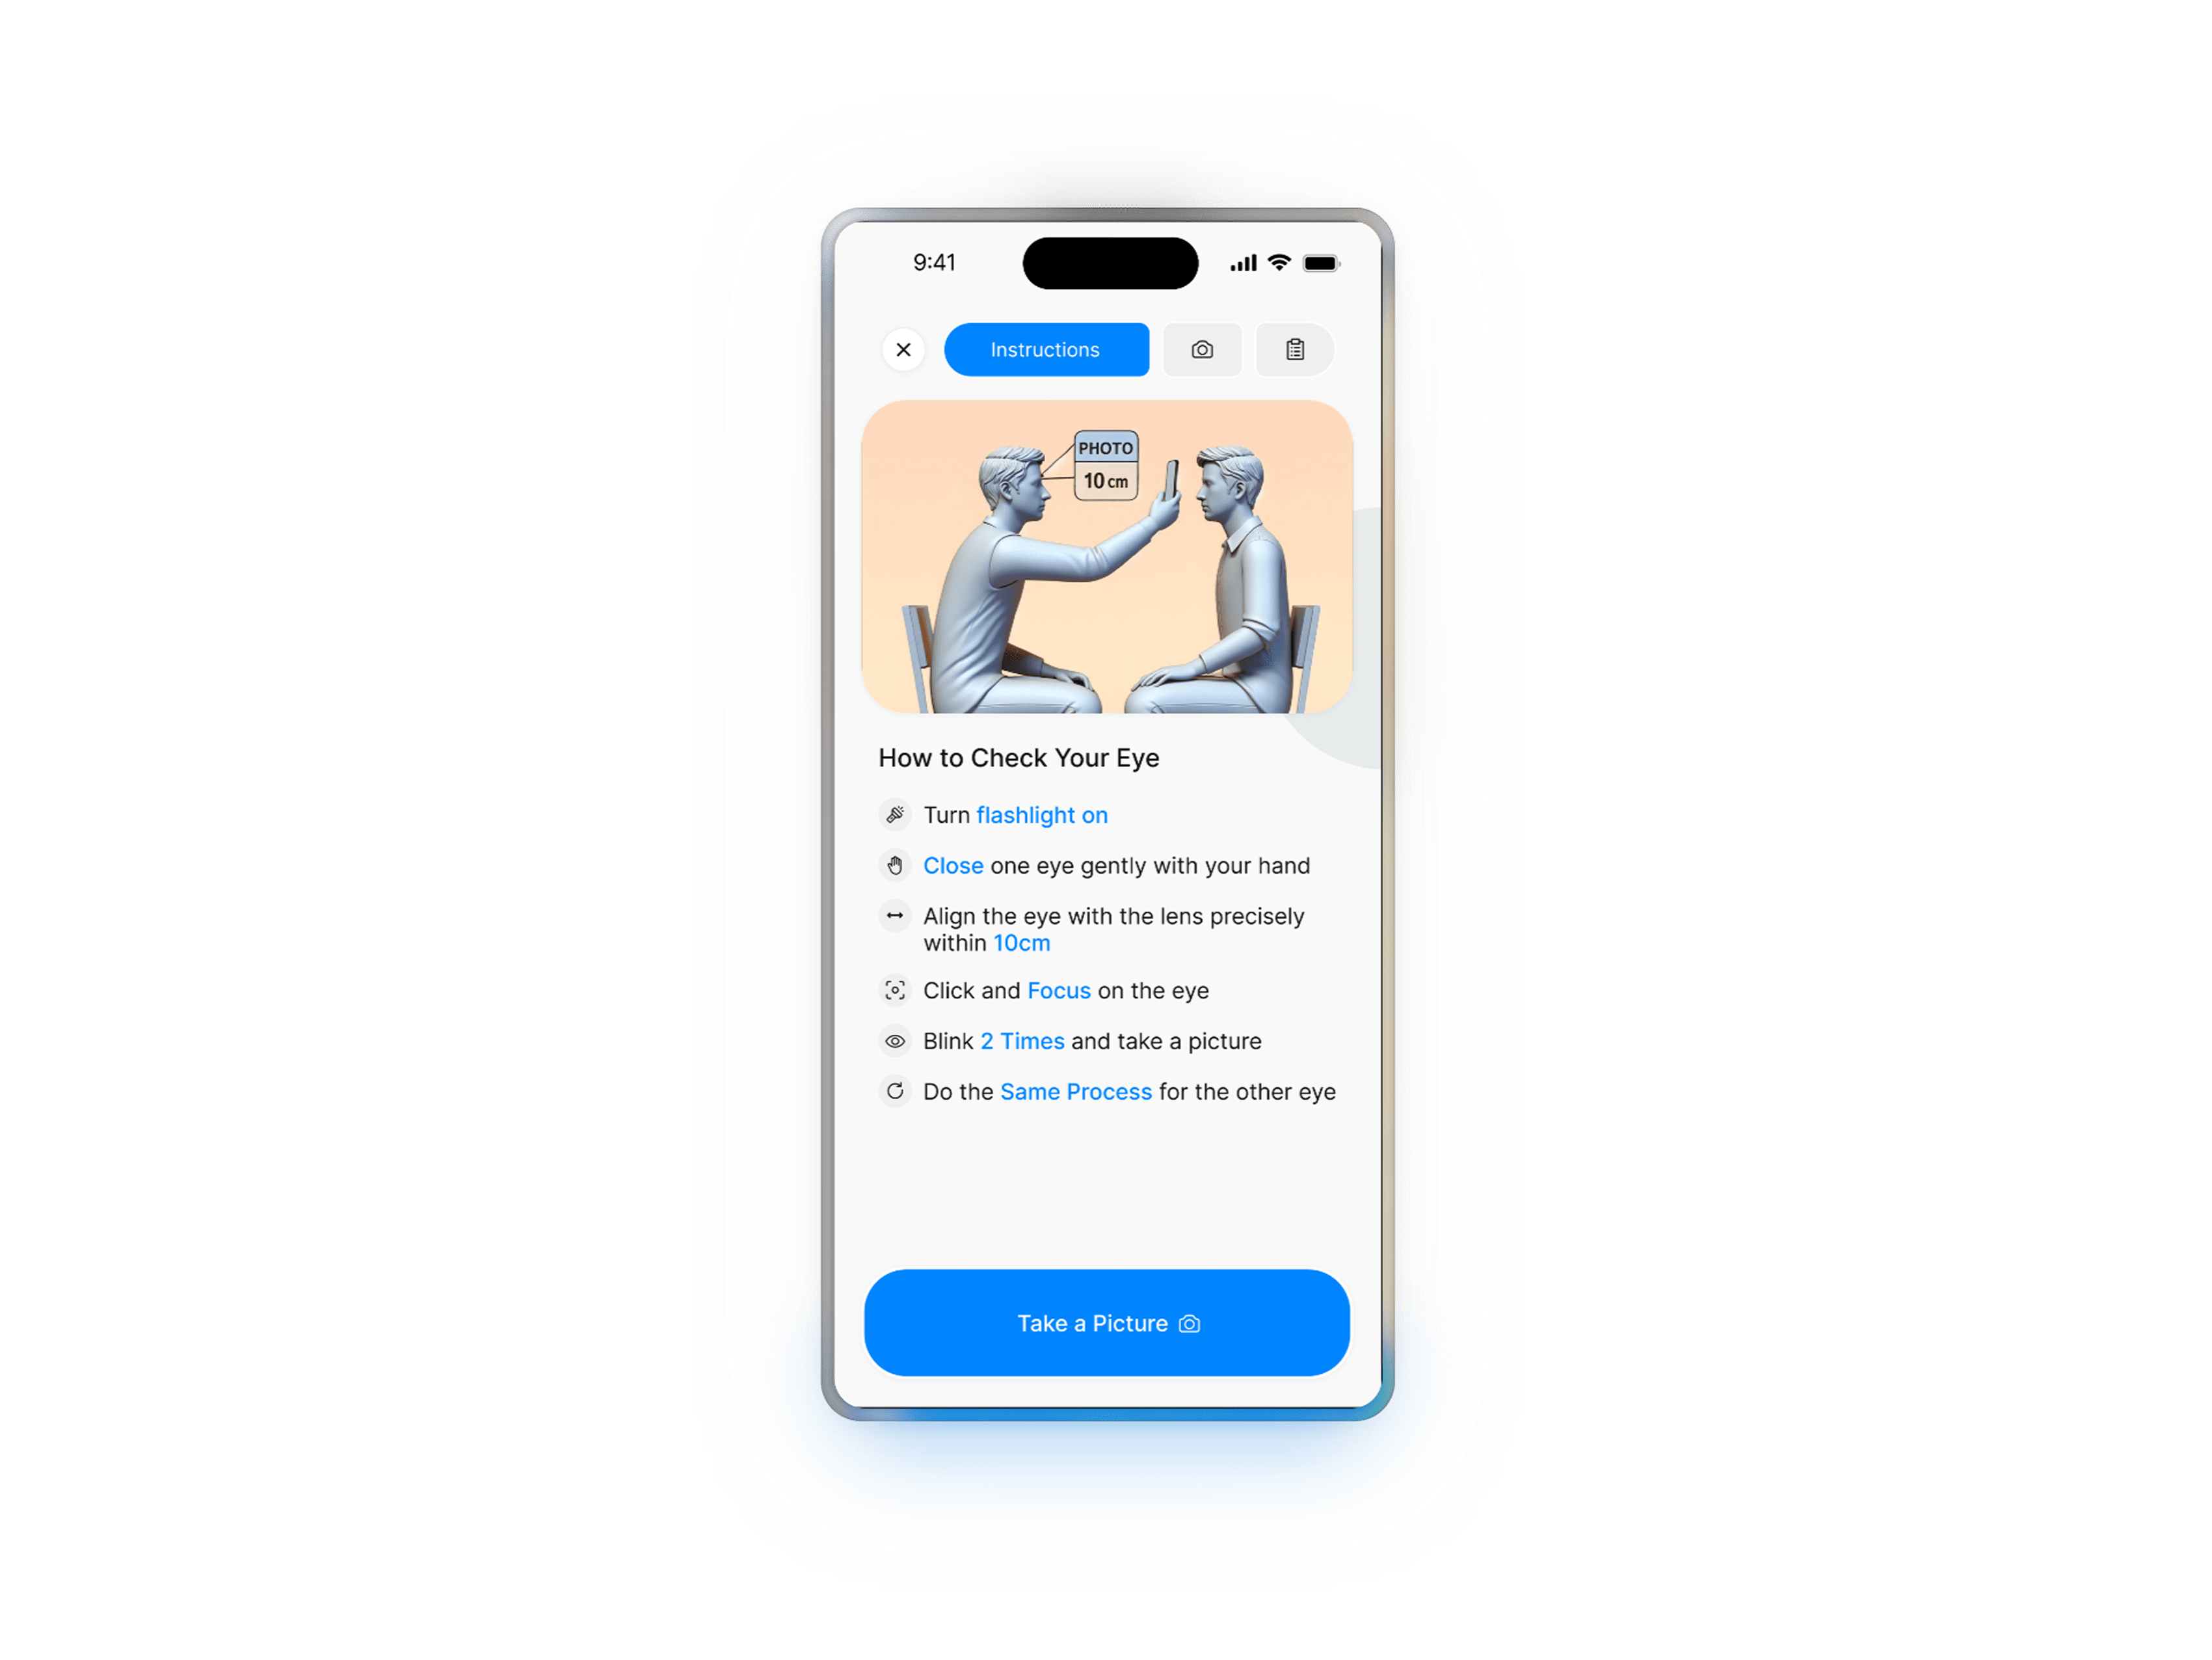 9:41
Instructions
PHOTO
10 cm
How to Check Your Eye
Turn flashlight on
Close one eye gently with your hand
Align the eye with the lens precisely
within 10cm
Click and Focus on the eye
Blink 2 Times and take a picture
Do the Same Process for the other eye
Take a Picture